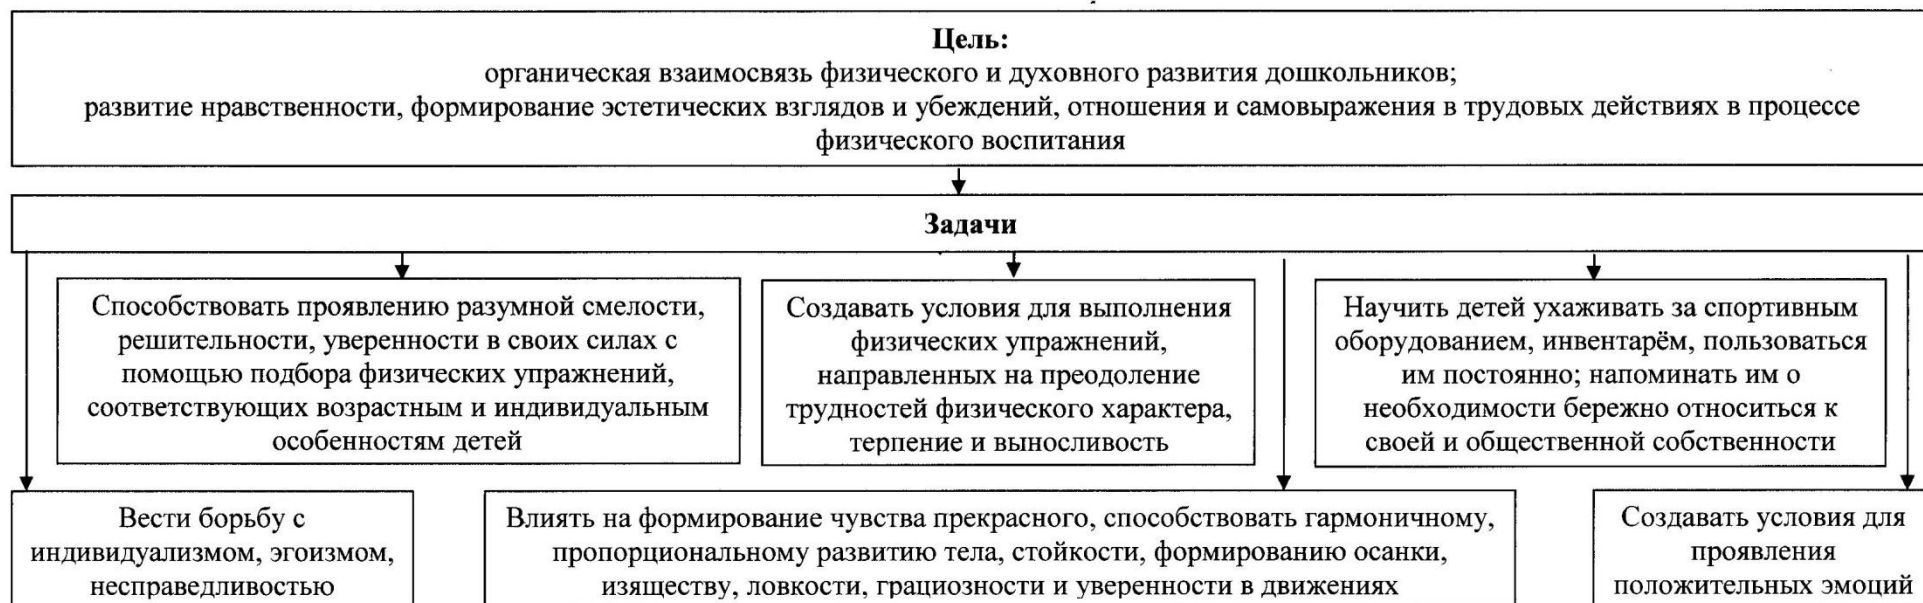 Цель:
органическая взаимосвязь физического и духовного развития дошкольников;
развитие нравственности, формирование эстетических взглядов и убеждений, отношения и самовыражения в трудовых действиях в процессе
физического воспитания
Задачи
Способствовать проявлению разумной смелости,
решительности, уверенности в своих силах с
помощью подбора физических упражнений,
соответствующих возрастным и индивидуальным
особенностям детей
Создавать условия для выполнения
физических упражнений,
направленных на преодоление
трудностей физического характера,
терпение и выносливость
Научить детей ухаживать за спортивным
оборудованием, инвентарём, пользоваться
им постоянно; напоминать им о
необходимости бережно относиться к
своей и общественной собственности
Вести борьбу с
индивидуализмом, эгоизмом,
несправедливостью
Влиять на формирование чувства прекрасного, способствовать гармоничному,
пропорциональному развитию тела, стойкости, формированию осанки,
изяществу, ловкости, грациозности и уверенности в движениях
Создавать условия для
проявления
положительных эмоций